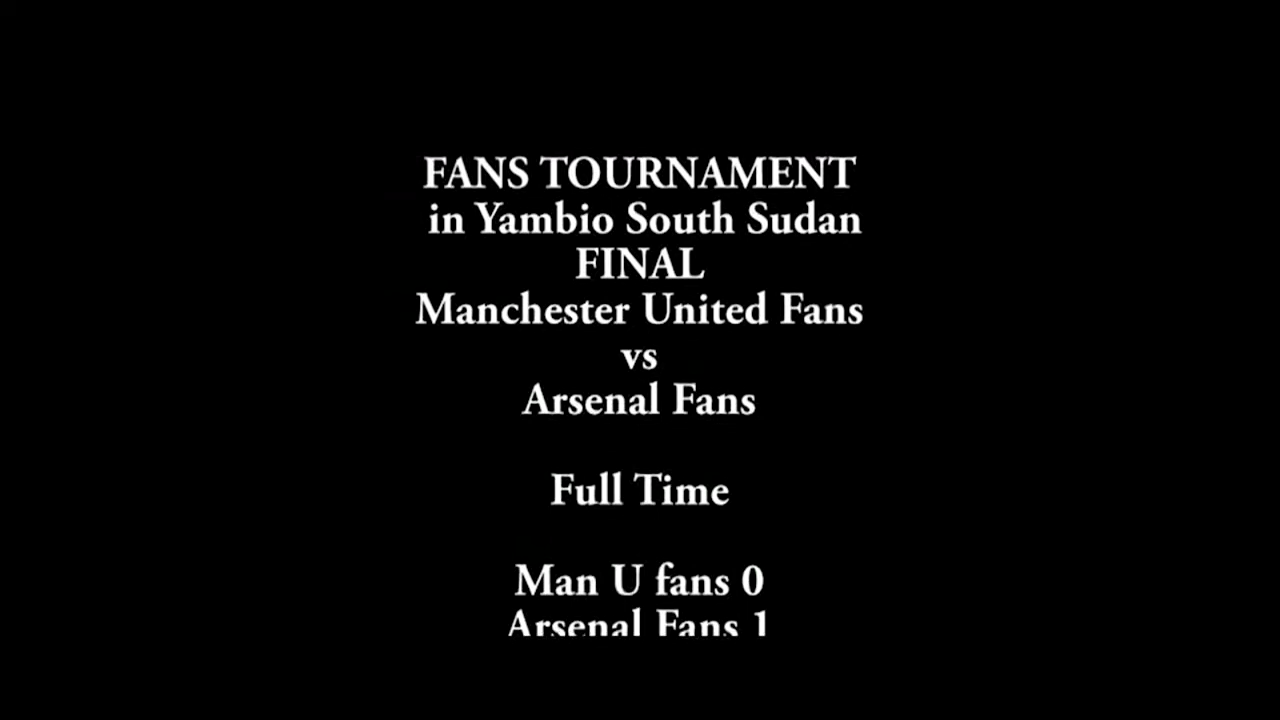 FANS TOURNAMENT
in Yambio South Sudan
FINAL
Manchester United Fans
vs
Arsenal Fans
Full Time
Man U fans 0
Arsenal Fans 1